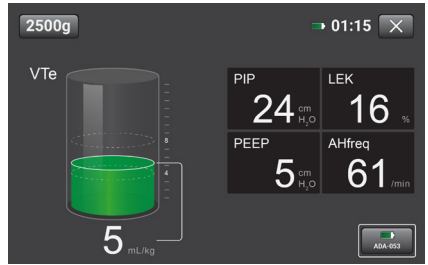 2500g
01:15
VTe
8
4
5 mL/kg
PIP
24 cm H₂O
LEK
16 %
PEEP
5 cm H₂O
AHfreq
61 /min
ADA-053